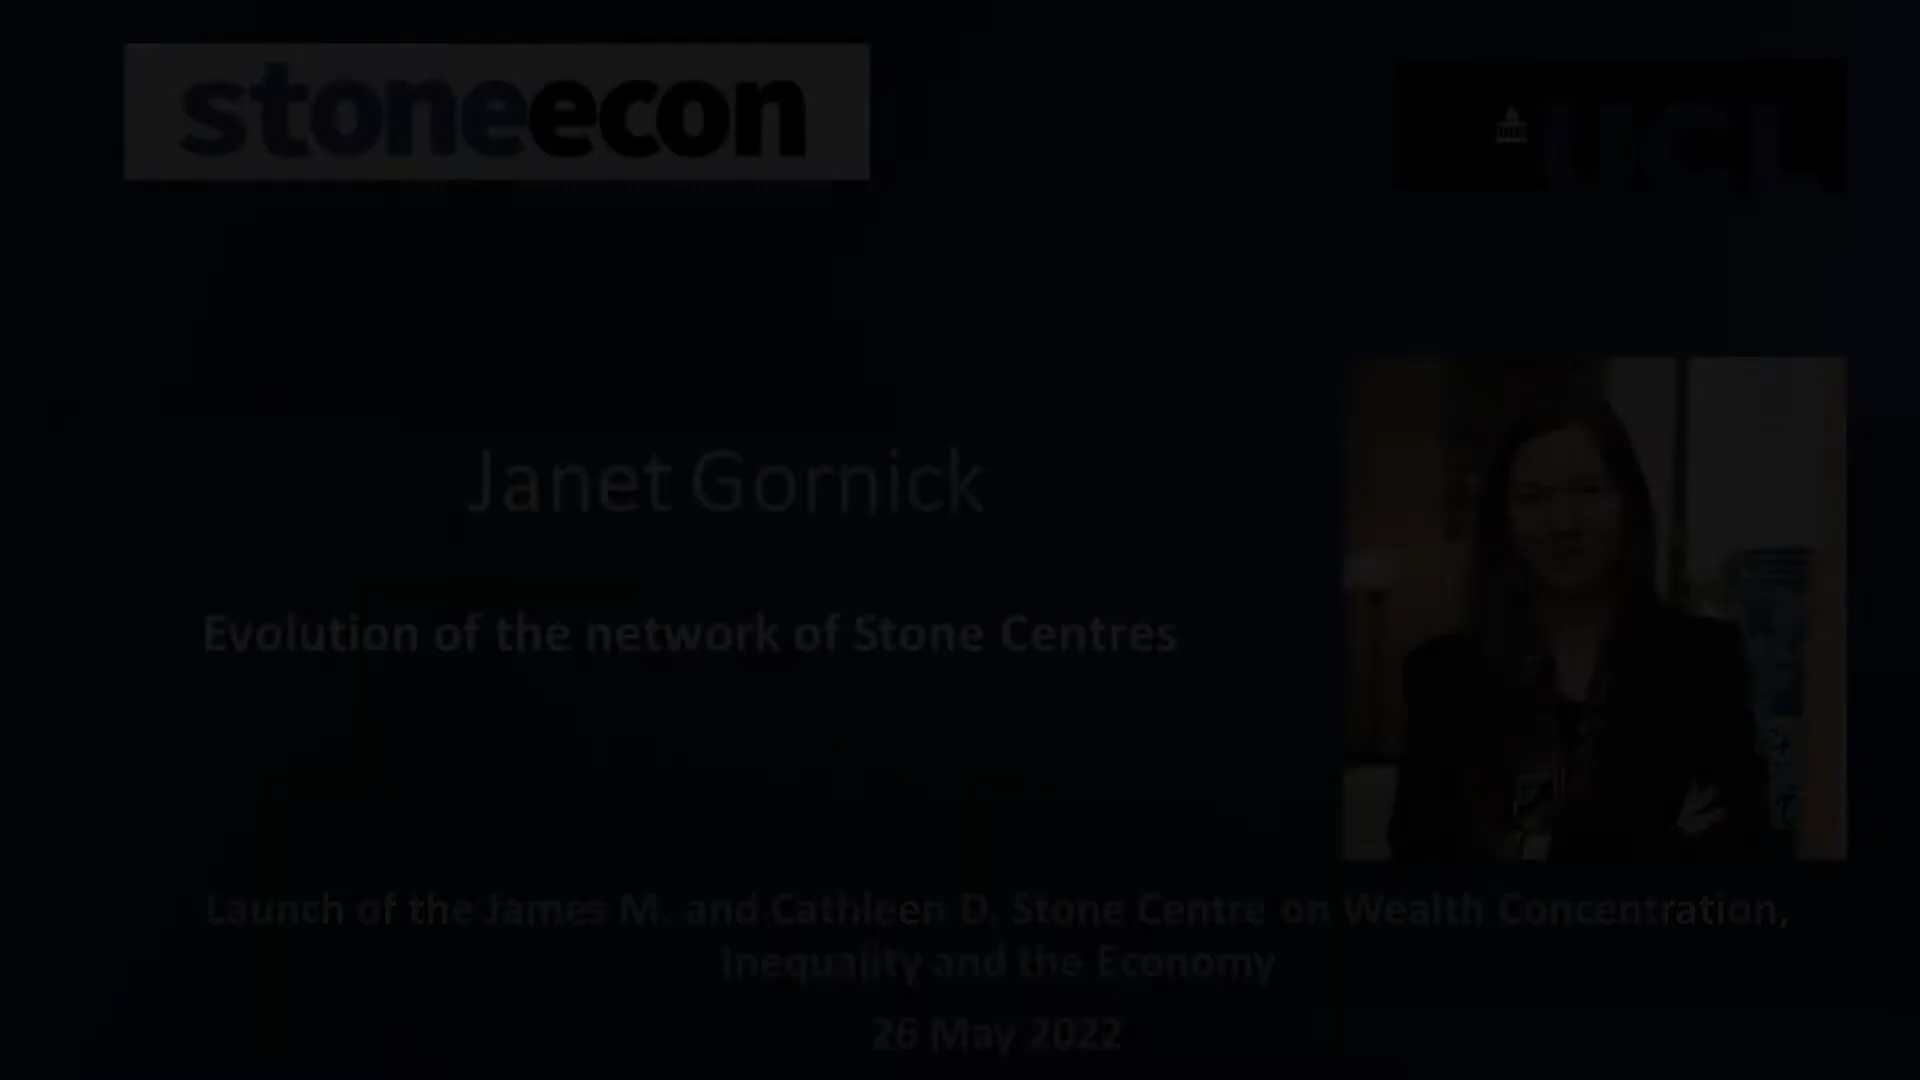 stoneecon
UCL
Janet Gornick
Evolution of the network of Stone Centres
Launch of the James M. and Cathleen D. Stone Centre on Wealth Concentration,
Inequality and the Economy
26 May 2022